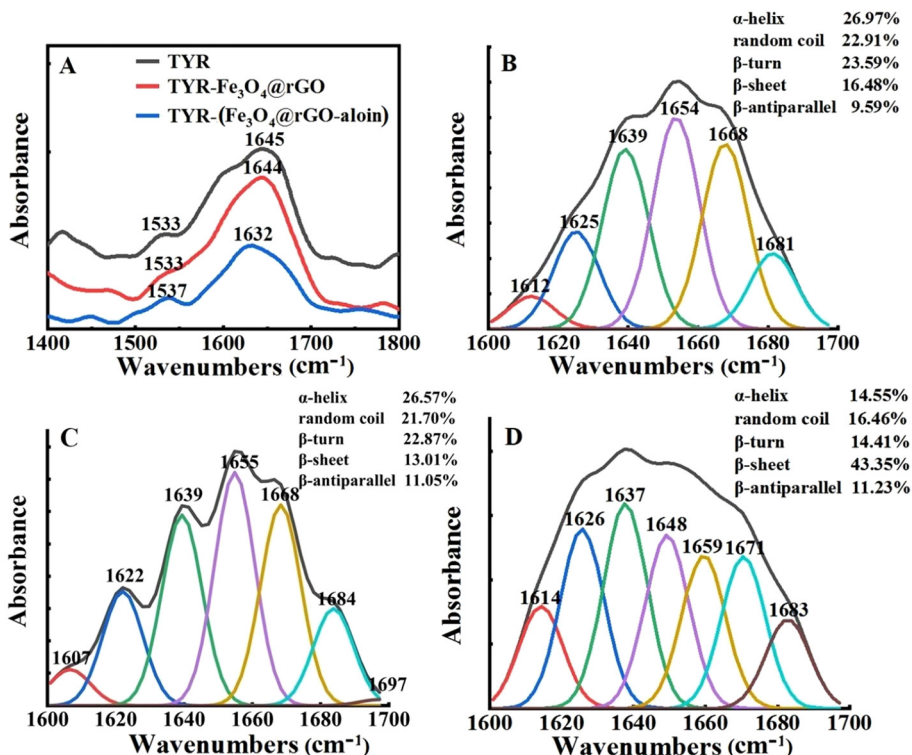 A
TYR
TYR-Fe₃O₄@rGO
TYR-(Fe₃O₄@rGO-aloin)
1645
1644
1533
1632
1533
1537
Absorbance
1400 1500 1600 1700 1800
Wavenumbers (cm⁻¹)
B
α-helix 26.97%
random coil 22.91%
β-turn 23.59%
β-sheet 16.48%
β-antiparallel 9.59%
1654
1639
1668
1625
1681
1612
Absorbance
1600 1620 1640 1660 1680 1700
Wavenumbers (cm⁻¹)
C
α-helix 26.57%
random coil 21.70%
β-turn 22.87%
β-sheet 13.01%
β-antiparallel 11.05%
1655
1639
1668
1622
1684
1607
1697
Absorbance
1600 1620 1640 1660 1680 1700
Wavenumbers (cm⁻¹)
D
α-helix 14.55%
random coil 16.46%
β-turn 14.41%
β-sheet 43.35%
β-antiparallel 11.23%
1637
1626
1648
1659
1671
1614
1683
Absorbance
1600 1620 1640 1660 1680 1700
Wavenumbers (cm⁻¹)